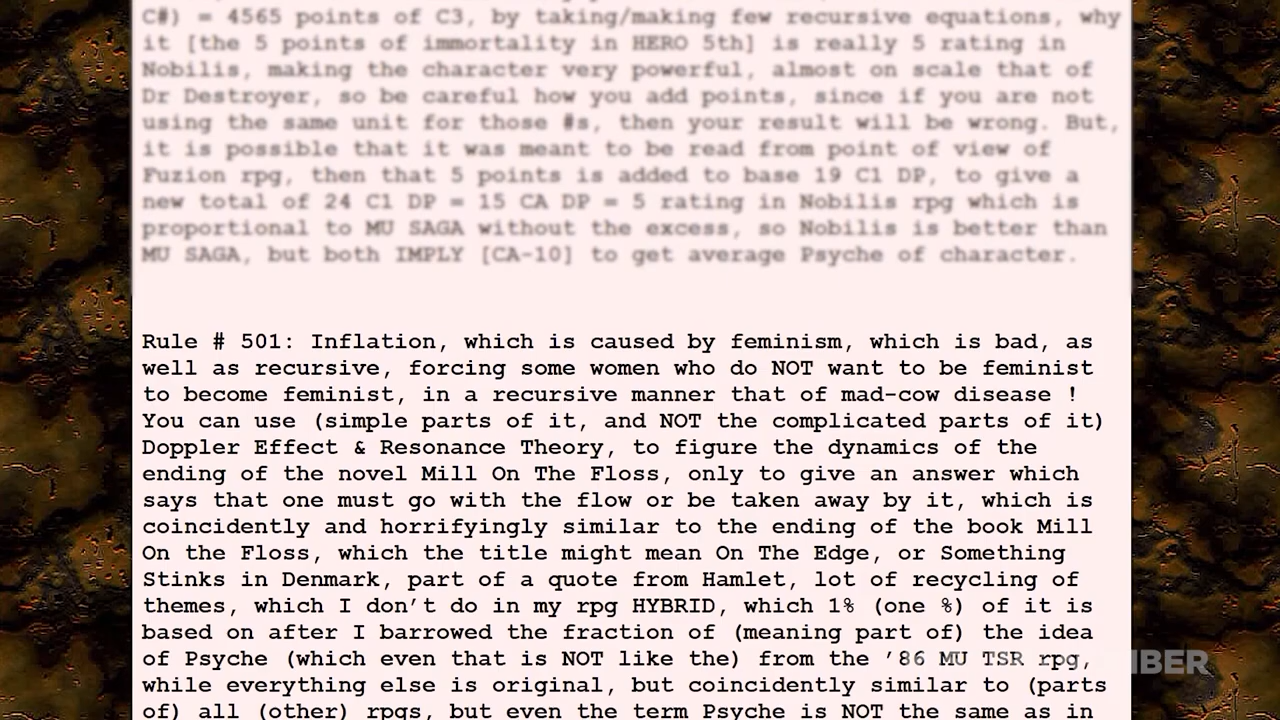 C#) = 4565 points of C3, by taking/making few recursive equations, why
it [the 5 points of immortality in HERO 5th] is really 5 rating in
Nobilis, making the character very powerful, almost on scale that of
Dr Destroyer, so be careful how you add points, since if you are not
using the same unit for those #s, then your result will be wrong. But,
it is possible that it was meant to be read from point of view of
Fuzion rpg, then that 5 points is added to base 19 C1 DP, to give a
new total of 24 C1 DP = 15 CA DP = 5 rating in Nobilis rpg which is
proportional to MU SAGA without the excess, so Nobilis is better than
MU SAGA, but both IMPLY [CA-10] to get average Psyche of character.
Rule # 501: Inflation, which is caused by feminism, which is bad, as
well as recursive, forcing some women who do NOT want to be feminist
to become feminist, in a recursive manner that of mad-cow disease !
You can use (simple parts of it, and NOT the complicated parts of it)
Doppler Effect & Resonance Theory, to figure the dynamics of the
ending of the novel Mill On The Floss, only to give an answer which
says that one must go with the flow or be taken away by it, which is
coincidently and horrifyingly similar to the ending of the book Mill
On the Floss, which the title might mean On The Edge, or Something
Stinks in Denmark, part of a quote from Hamlet, lot of recycling of
themes, which I don't do in my rpg HYBRID, which 1% (one %) of it is
based on after I barrowed the fraction of (meaning part of) the idea
of Psyche (which even that is NOT like the) from the '86 MU TSR rpg,
while everything else is original, but coincidently similar to (parts
of) all (other) rpgs, but even the term Psyche is NOT the same as in